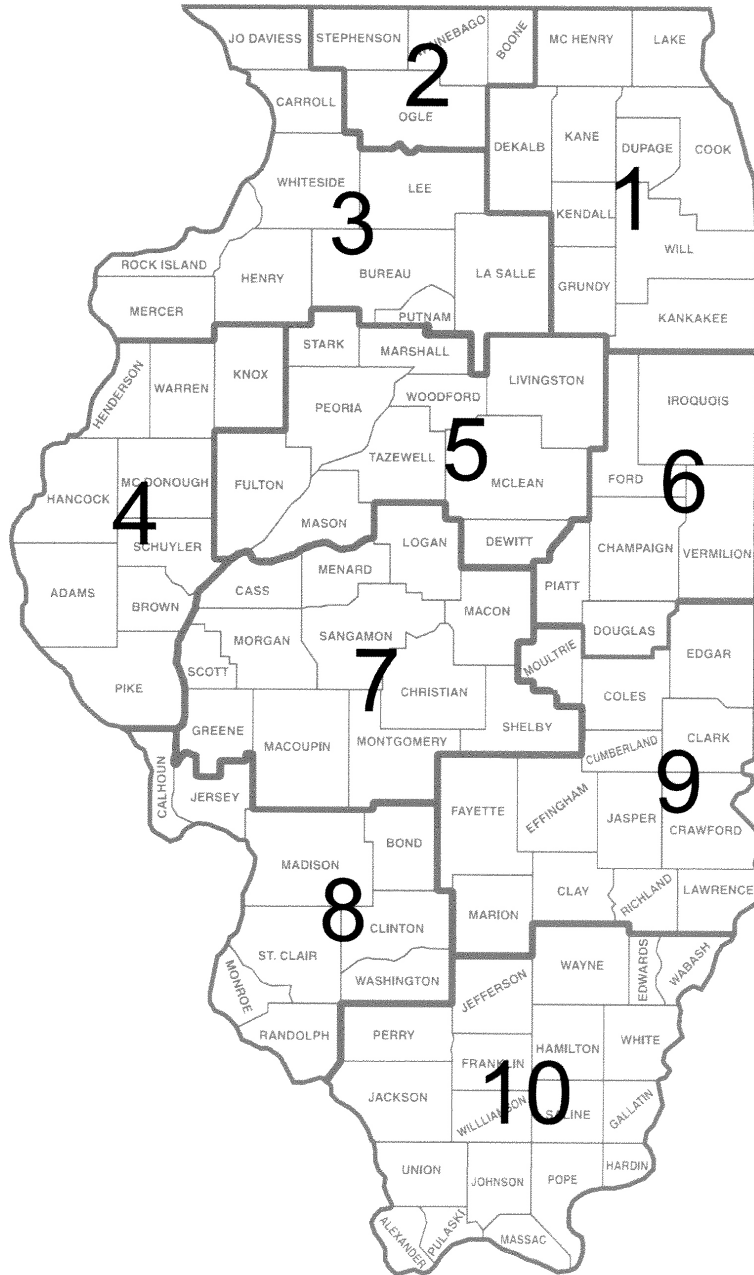 JO DAVIESS
STEPHENSON
WINNEBAGO
BOONE
MC HENRY
LAKE
2
CARROLL
OGLE
DEKALB
KANE
DUPAGE
COOK
1
WHITESIDE
LEE
3
KENDALL
WILL
ROCK ISLAND
HENRY
BUREAU
LA SALLE
GRUNDY
MERCER
PUTNAM
KANKAKEE
STARK
MARSHALL
HENDERSON
WARREN
KNOX
PEORIA
WOODFORD
LIVINGSTON
IROQUOIS
5
TAZEWELL
MCLEAN
FULTON
FORD
6
HANCOCK
MC DONOUGH
4
MASON
SCHUYLER
LOGAN
DEWITT
CHAMPAIGN
VERMILION
ADAMS
BROWN
CASS
MENARD
MACON
PIATT
DOUGLAS
EDGAR
MORGAN
SANGAMON
MOULTRIE
SCOTT
7
CHRISTIAN
COLES
PIKE
GREENE
MACOUPIN
MONTGOMERY
SHELBY
CUMBERLAND
CLARK
9
CALHOUN
JERSEY
FAYETTE
EFFINGHAM
JASPER
CRAWFORD
MADISON
BOND
CLAY
RICHLAND
LAWRENCE
8
CLINTON
MARION
ST. CLAIR
MONROE
WASHINGTON
JEFFERSON
WAYNE
EDWARDS
WABASH
RANDOLPH
PERRY
FRANKLIN
HAMILTON
WHITE
10
JACKSON
WILLLIAMSON
SALINE
GALLATIN
UNION
JOHNSON
POPE
HARDIN
ALEXANDER
PULASKI
MASSAC